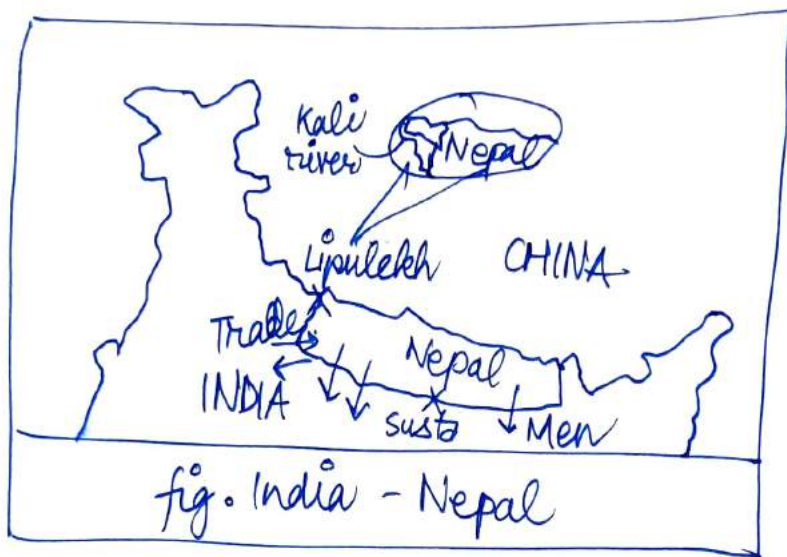 Kali
river
Nepal
Lipulekh
CHINA
Trade
Nepal
INDIA
Susta
Men
fig. India - Nepal